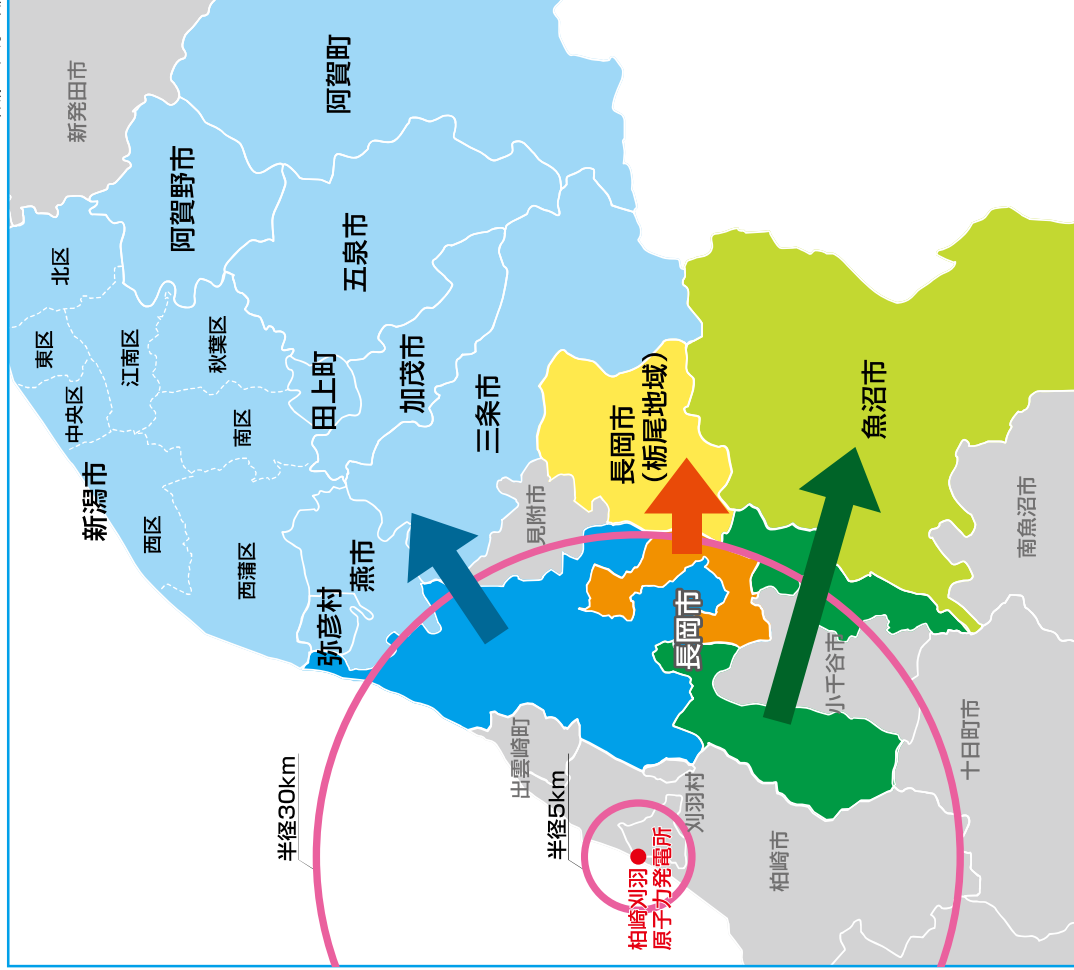 新発田市
阿賀町
阿賀野市
北区
東区
中央区
江南区
秋葉区
五泉市
新潟市
西区
南区
田上町
加茂市
三条市
西蒲区
燕市
弥彦村
見附市
長岡市
（栃尾地域）
魚沼市
長岡市
南魚沼市
小千谷市
十日町市
出雲崎町
刈羽村
柏崎市
半径30km
半径5km
柏崎刈羽
原子力発電所